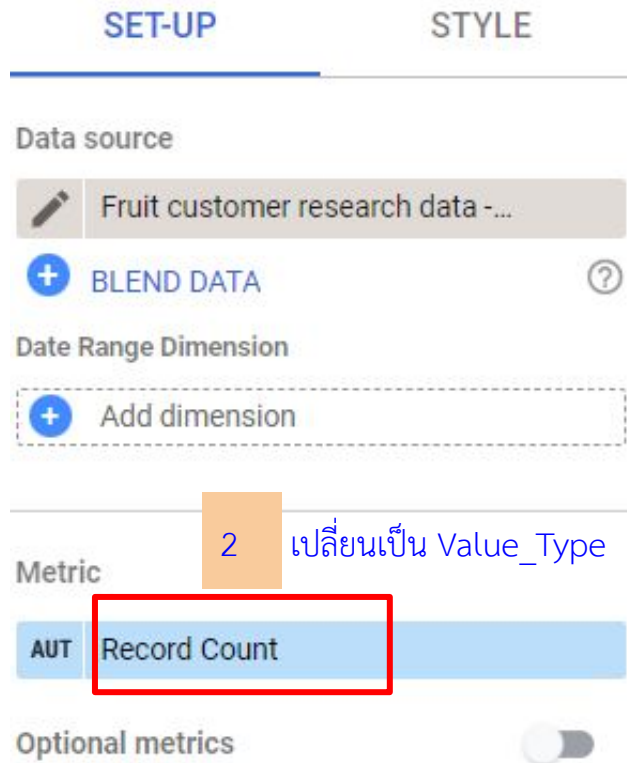 SET-UP STYLE
Data source
Fruit customer research data -...
BLEND DATA
Date Range Dimension
Add dimension
2 เปลี่ยนเป็น Value_Type
Metric
AUT Record Count
Optional metrics